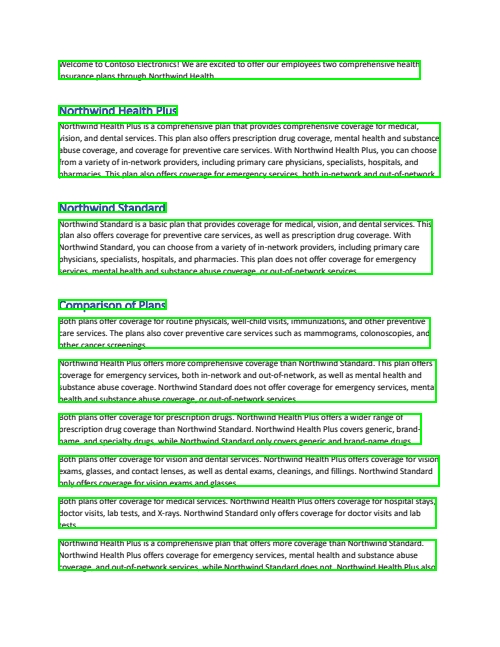 Welcome to Contoso Electronics! We are excited to offer our employees two comprehensive health
insurance plans through Northwind Health.
Northwind Health Plus
Northwind Health Plus is a comprehensive plan that provides comprehensive coverage for medical,
vision, and dental services. This plan also offers prescription drug coverage, mental health and substance
abuse coverage, and coverage for preventive care services. With Northwind Health Plus, you can choose
from a variety of in-network providers, including primary care physicians, specialists, hospitals, and
pharmacies. This plan also offers coverage for emergency services, both in-network and out-of-network.
Northwind Standard
Northwind Standard is a basic plan that provides coverage for medical, vision, and dental services. This
plan also offers coverage for preventive care services, as well as prescription drug coverage. With
Northwind Standard, you can choose from a variety of in-network providers, including primary care
physicians, specialists, hospitals, and pharmacies. This plan does not offer coverage for emergency
services, mental health and substance abuse coverage, or out-of-network services.
Comparison of Plans
Both plans offer coverage for routine physicals, well-child visits, immunizations, and other preventive
care services. The plans also cover preventive care services such as mammograms, colonoscopies, and
other cancer screenings.
Northwind Health Plus offers more comprehensive coverage than Northwind Standard. This plan offers
coverage for emergency services, both in-network and out-of-network, as well as mental health and
substance abuse coverage. Northwind Standard does not offer coverage for emergency services, mental
health and substance abuse coverage, or out-of-network services.
Both plans offer coverage for prescription drugs. Northwind Health Plus offers a wider range of
prescription drug coverage than Northwind Standard. Northwind Health Plus covers generic, brand-
name, and specialty drugs, while Northwind Standard only covers generic and brand-name drugs.
Both plans offer coverage for vision and dental services. Northwind Health Plus offers coverage for vision
exams, glasses, and contact lenses, as well as dental exams, cleanings, and fillings. Northwind Standard
only offers coverage for vision exams and glasses.
Both plans offer coverage for medical services. Northwind Health Plus offers coverage for hospital stays,
doctor visits, lab tests, and X-rays. Northwind Standard only offers coverage for doctor visits and lab
tests.
Northwind Health Plus is a comprehensive plan that offers more coverage than Northwind Standard.
Northwind Health Plus offers coverage for emergency services, mental health and substance abuse
coverage, and out-of-network services, while Northwind Standard does not. Northwind Health Plus also